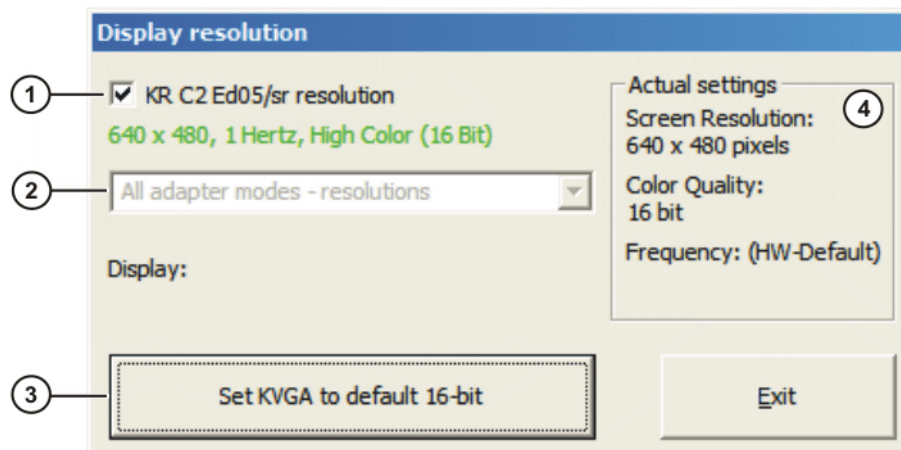 Display resolution
1
KR C2 Ed05/sr resolution
640 x 480, 1 Hertz, High Color (16 Bit)
2
All adapter modes - resolutions
Display:
Actual settings
4
Screen Resolution:
640 x 480 pixels
Color Quality:
16 bit
Frequency: (HW-Default)
3
Set KVGA to default 16-bit
Exit